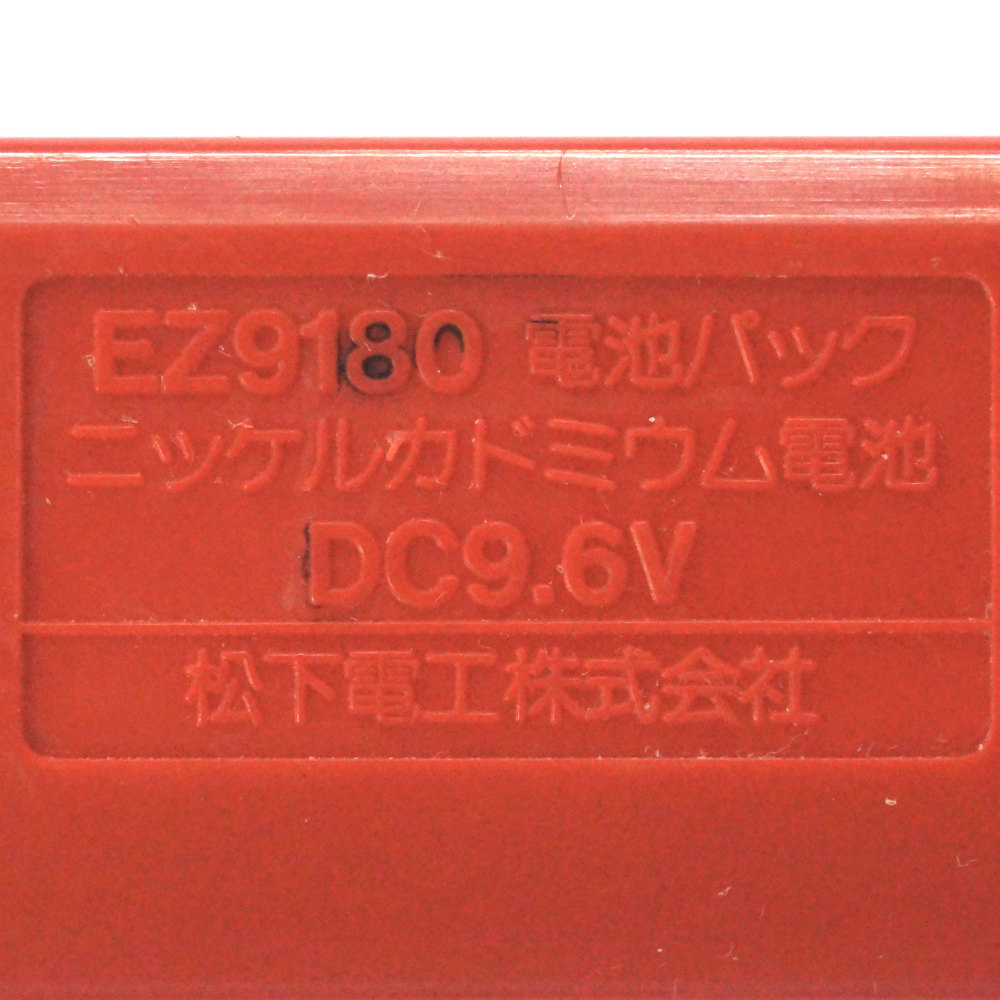 EZ9180 電池パック
ニッケルカドミウム電池
DC9.6V
松下電工株式会社